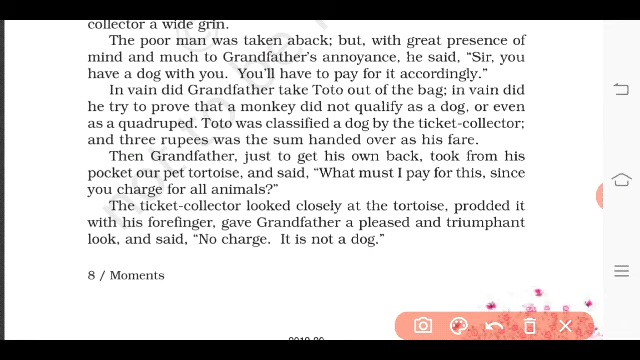 collector a wide grin.
The poor man was taken aback; but, with great presence of
mind and much to Grandfather’s annoyance, he said, “Sir, you
have a dog with you.  You’ll have to pay for it accordingly.”
In vain did Grandfather take Toto out of the bag; in vain did
he try to prove that a monkey did not qualify as a dog, or even
as a quadruped.  Toto was classified a dog by the ticket-collector;
and three rupees was the sum handed over as his fare.
Then Grandfather, just to get his own back, took from his
pocket our pet tortoise, and said, “What must I pay for this, since
you charge for all animals?”
The ticket-collector looked closely at the tortoise, prodded it
with his forefinger, gave Grandfather a pleased and triumphant
look, and said, “No charge.  It is not a dog.”
8 / Moments